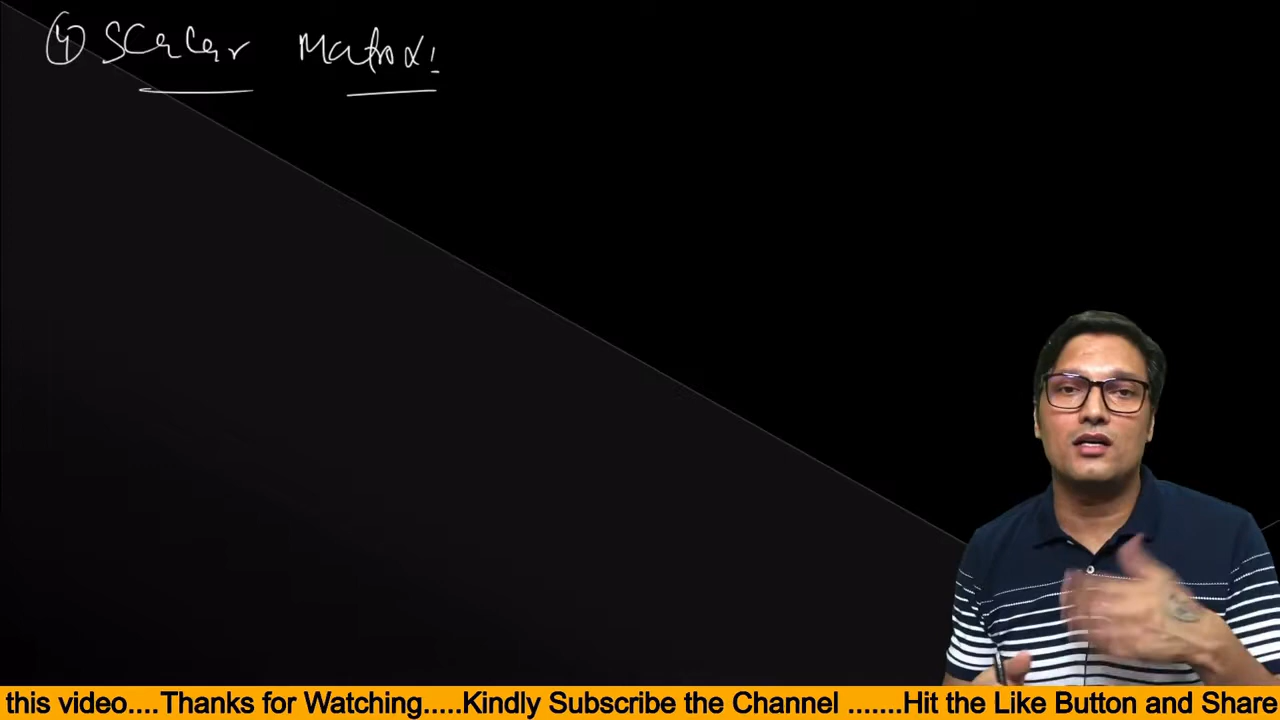 ④ Scalar Matrix:
this video....Thanks for Watching.....Kindly Subscribe the Channel .......Hit the Like Button and Share